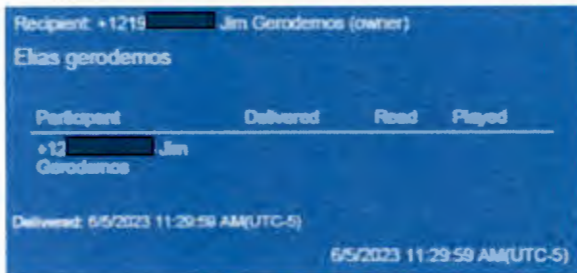 Recipient: +1219 Jim Gerodemos (owner)
Elias gerodemos
Participant Delivered Read Played
+12 Jim
Gerodemos
Delivered: 6/5/2023 11:29:59 AM(UTC-5)
6/5/2023 11:29:59 AM(UTC-5)